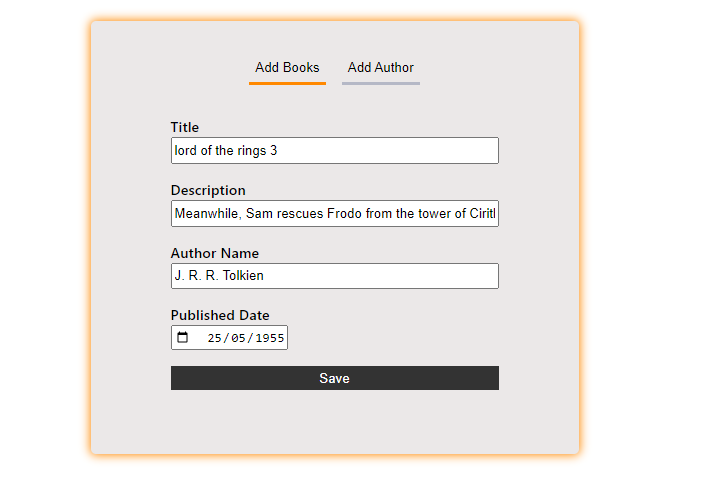 Add Books Add Author
Title
lord of the rings 3
Description
Meanwhile, Sam rescues Frodo from the tower of
Author Name
J. R. R. Tolkien
Published Date
25/05/1955
Save